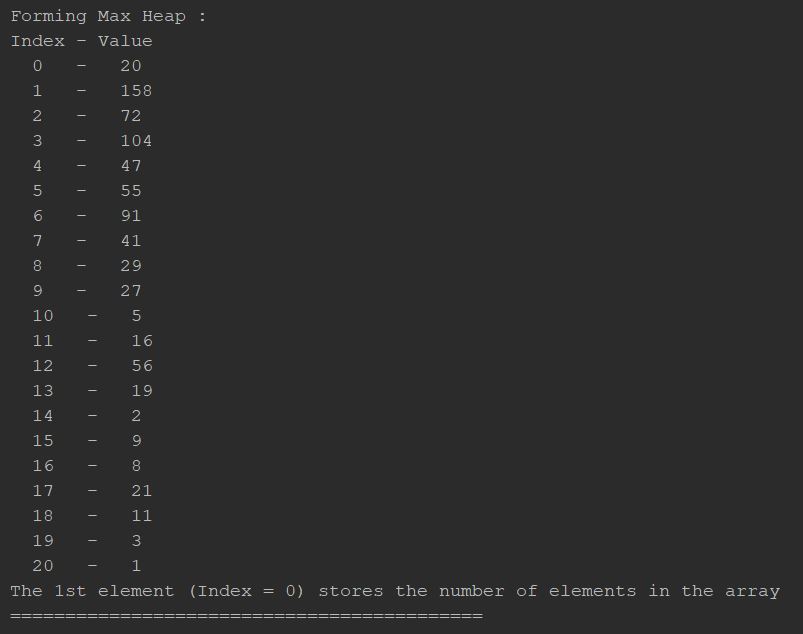 Forming Max Heap :
Index - Value
0 - 20
1 - 158
2 - 72
3 - 104
4 - 47
5 - 55
6 - 91
7 - 41
8 - 29
9 - 27
10 - 5
11 - 16
12 - 56
13 - 19
14 - 2
15 - 9
16 - 8
17 - 21
18 - 11
19 - 3
20 - 1
The 1st element (Index = 0) stores the number of elements in the array
===========================================